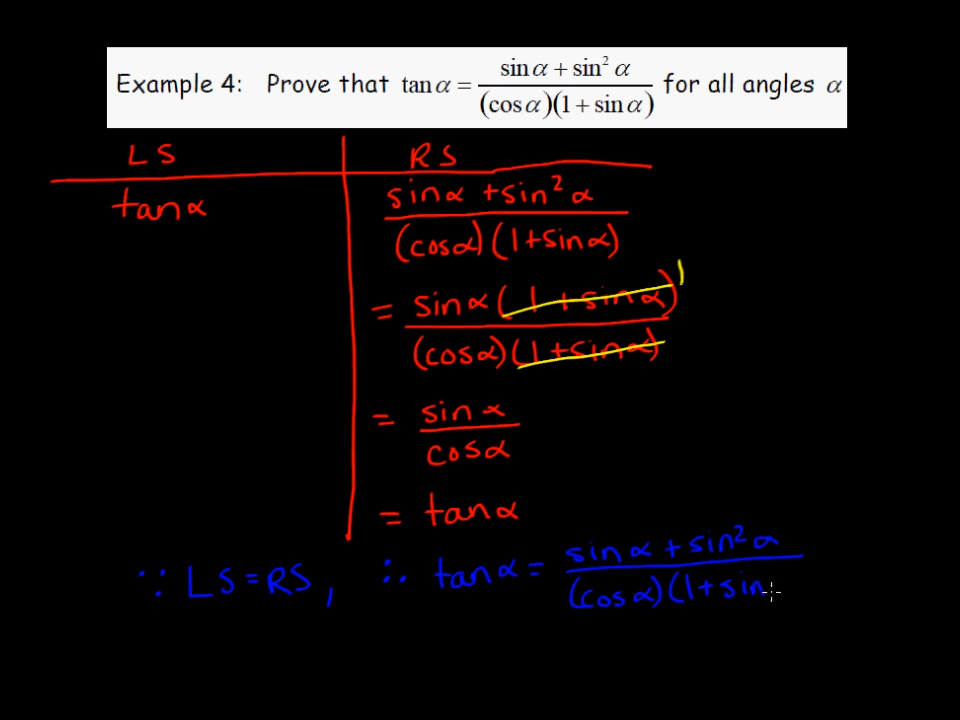 Example 4: Prove that tan α = (sin α + sin² α) / ((cos α)(1 + sin α)) for all angles α
LS RS
tan α
sin α + sin² α
(cos α)(1 + sin α)
= sin α (1 + sin α) 1
(cos α)(1 + sin α)
= sin α
cos α
= tan α
∵ LS = RS, ∴ tan α = sin α + sin² α
(cos α)(1 + sin